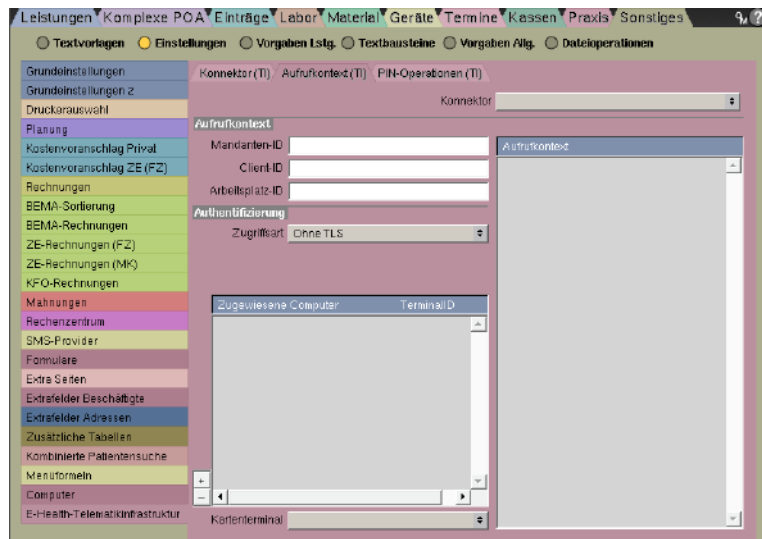 Leistungen Komplexe POA Einträge Labor Material Geräte Termine Kassen Praxis Sonstiges
Textvorlagen Einstellungen Vorgaben Lstg. Textbausteine Vorgaben Allg. Dateioperationen
Grundeinstellungen
Grundeinstellungen 2
Druckerauswahl
Planung
Kostenvoranschlag Privat
Kostenvoranschlag ZE (FZ)
Rechnungen
BEMA-Sortierung
BEMA-Rechnungen
ZE-Rechnungen (FZ)
ZE-Rechnungen (MK)
KFO-Rechnungen
Mahnungen
Rechenzentrum
SMS-Provider
Formulare
Extra Seiten
Extrafelder Beschäftigte
Extrafelder Adressen
Zusätzliche Tabellen
Kombinierte Patientensuche
Menüformeln
Computer
E-Health-Telematikinfrastruktur
Konnektor (TI) Aufrufkontext (TI) PIN-Operationen (TI)
Konnektor
Aufrufkontext
Mandanten-ID
Client-ID
Arbeitsplatz-ID
Authentifizierung
Zugriffsart Ohne TLS
Zugewiesene Computer TerminalID
+
–
Kartenterminal
Aufrufkontext